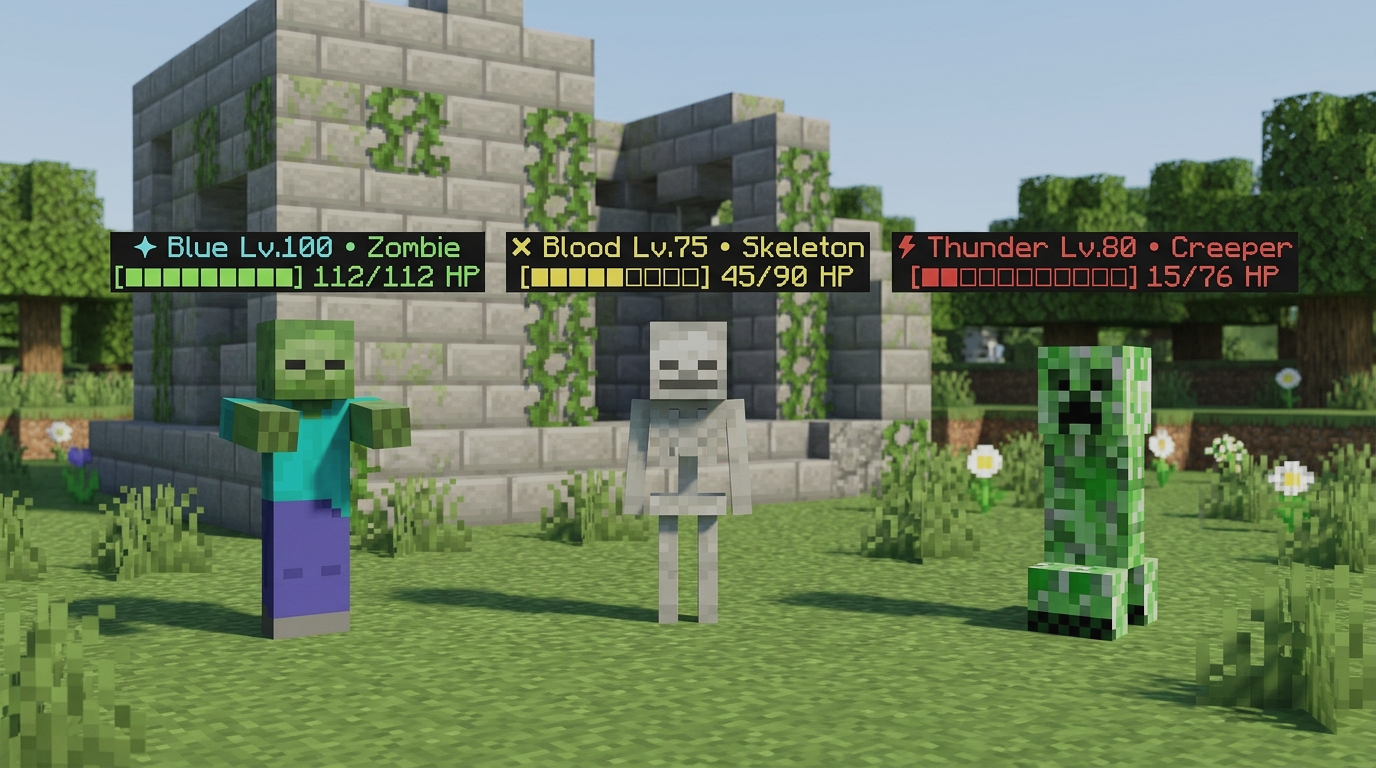 ✦ Blue Lv.100 • Zombie
[■■■■■■■■■] 112/112 HP
✕ Blood Lv.75 • Skeleton
[■■■■■□□□□] 45/90 HP
⚡ Thunder Lv.80 • Creeper
[■■□□□□□□□□□] 15/76 HP